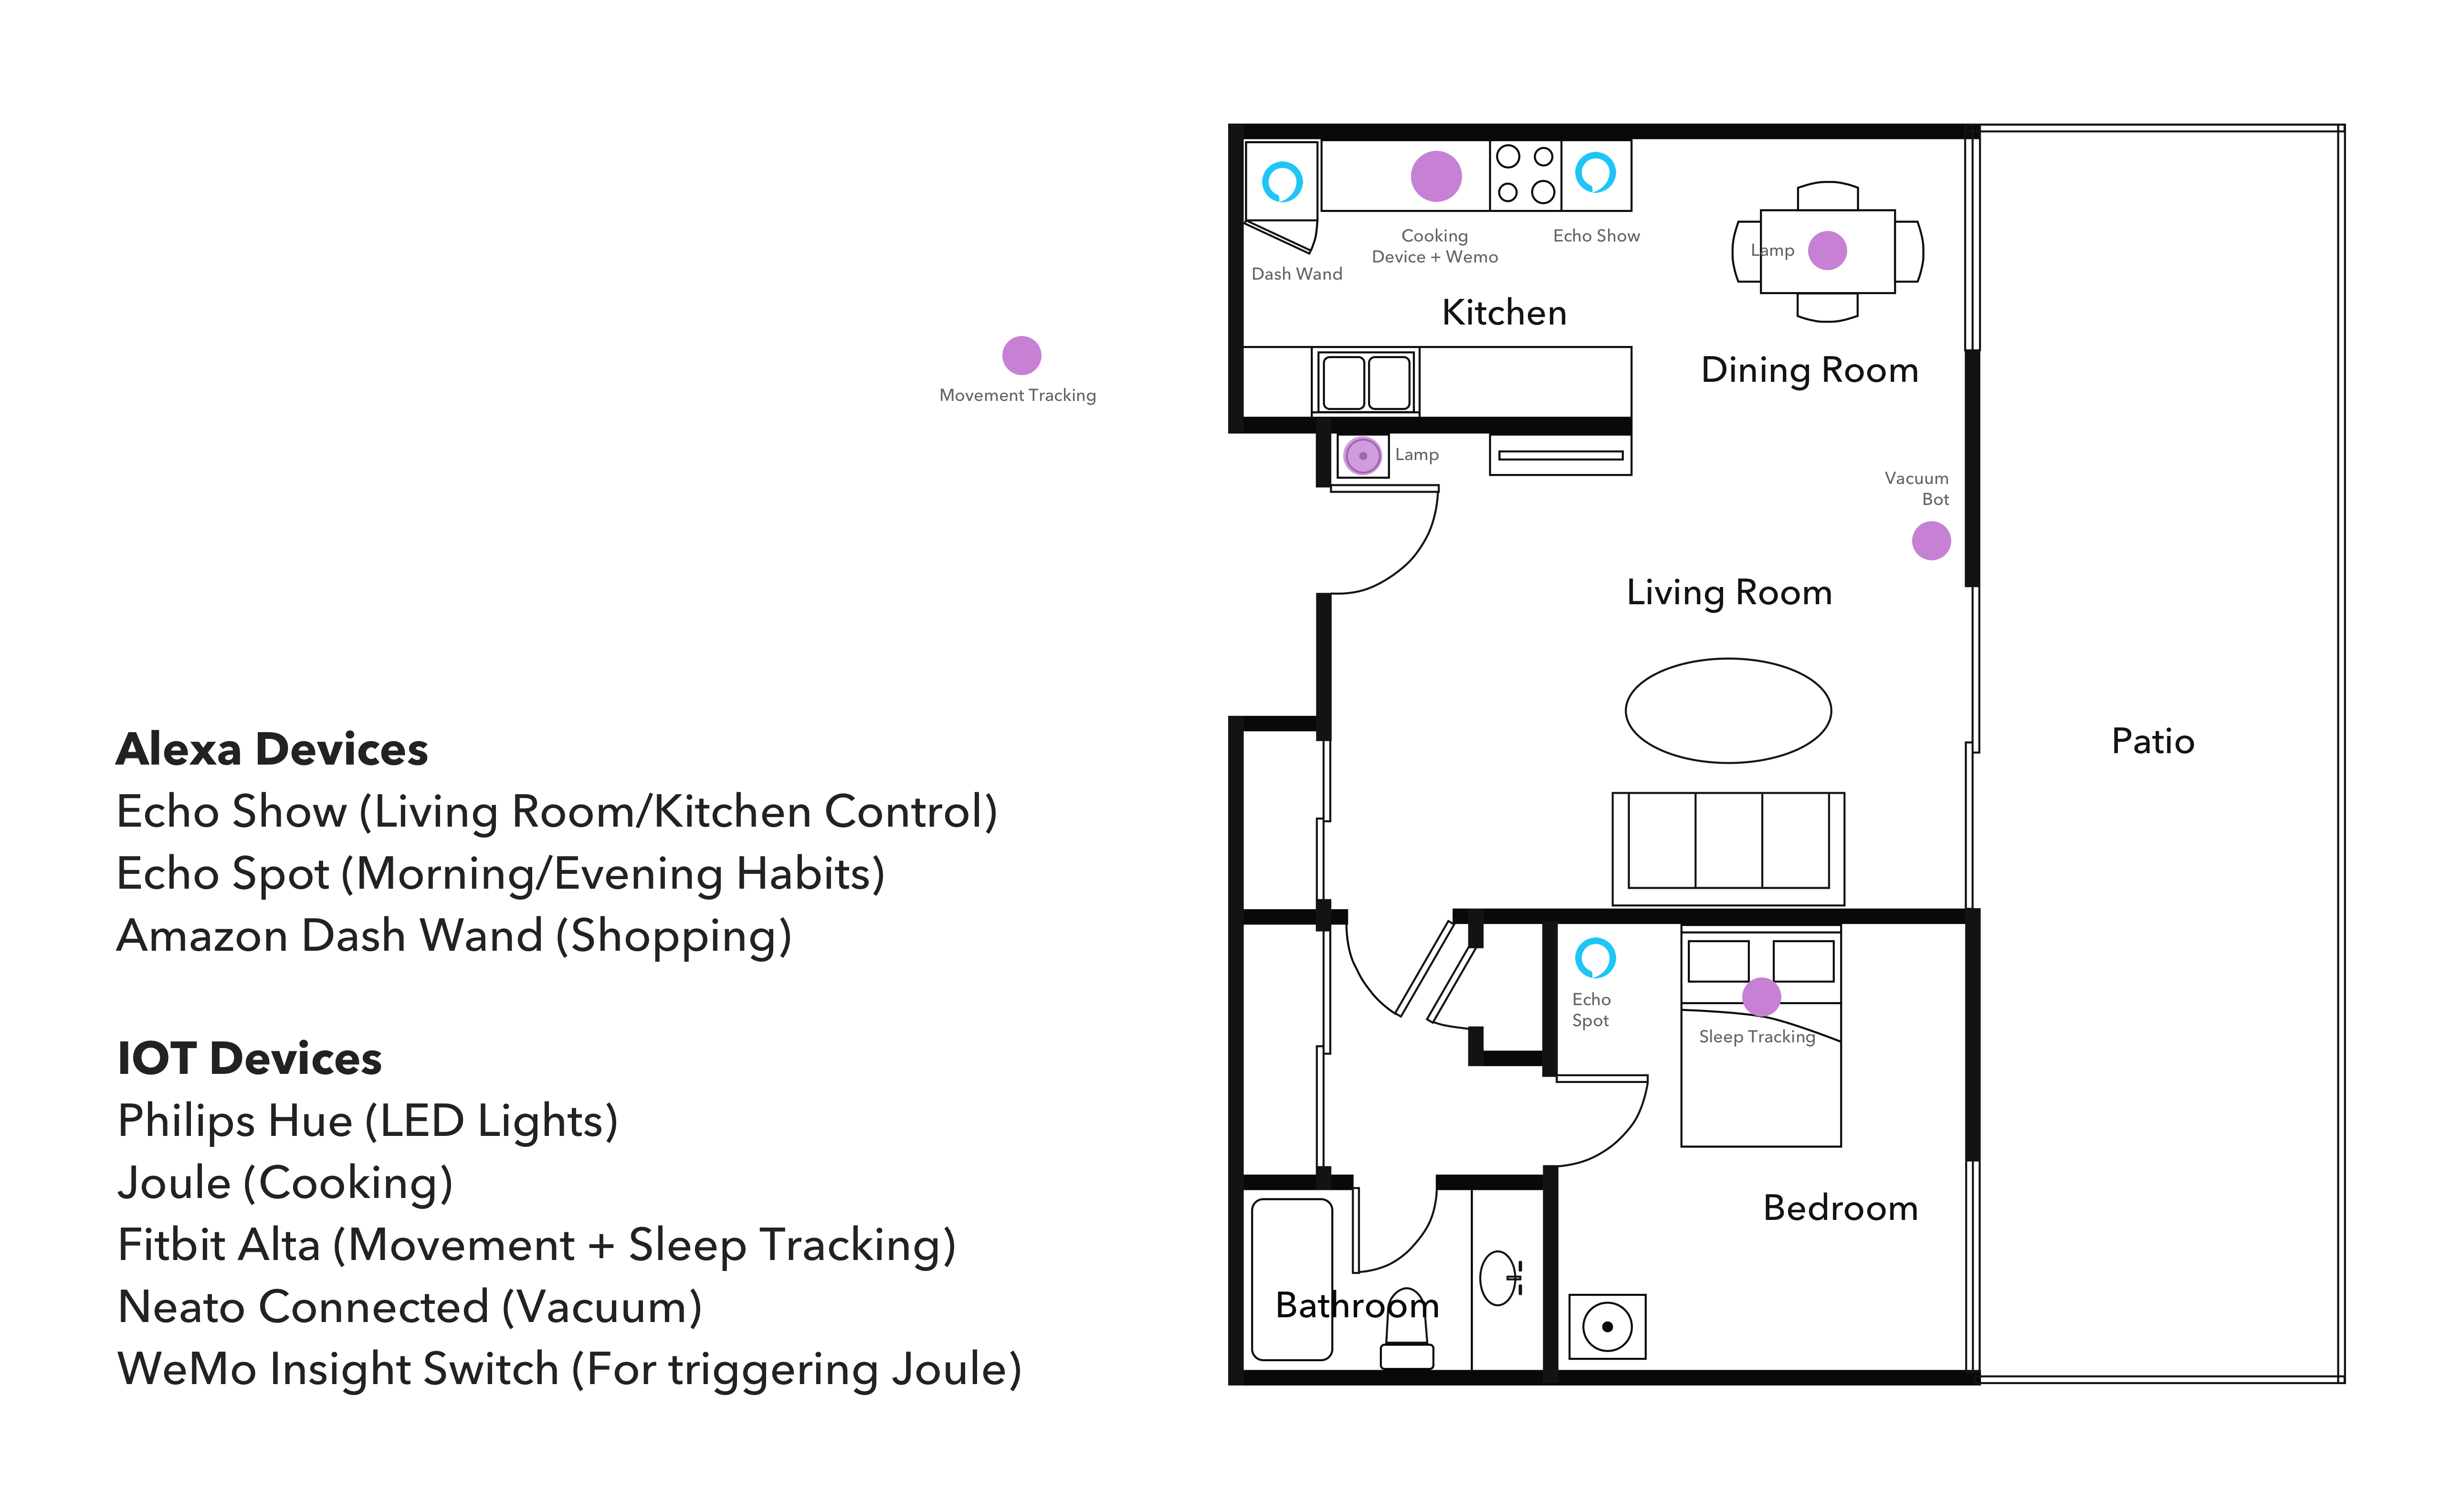 Dash Wand
Cooking
Device + Wemo
Echo Show
Lamp
Kitchen
Dining Room
Movement Tracking
Lamp
Vacuum
Bot
Living Room
Patio
Alexa Devices
Echo Show (Living Room/Kitchen Control)
Echo Spot (Morning/Evening Habits)
Amazon Dash Wand (Shopping)
IOT Devices
Philips Hue (LED Lights)
Joule (Cooking)
Fitbit Alta (Movement + Sleep Tracking)
Neato Connected (Vacuum)
WeMo Insight Switch (For triggering Joule)
Echo
Spot
Sleep Tracking
Bedroom
Bathroom